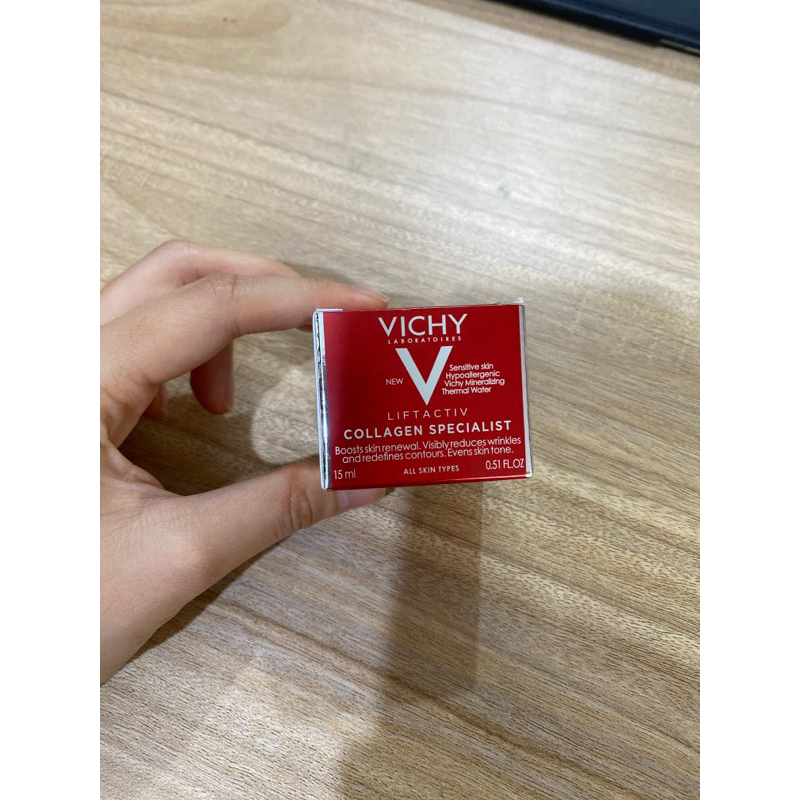 VICHY
LABORATOIRES
V
NEW
Sensitive skin
Hypoallergenic
Vichy Mineralizing
Thermal Water
LIFTACTIV
COLLAGEN SPECIALIST
Boosts skin renewal. Visibly reduces wrinkles
and redefines contours. Evens skin tone.
15 ml ALL SKIN TYPES 0.51 FL.OZ